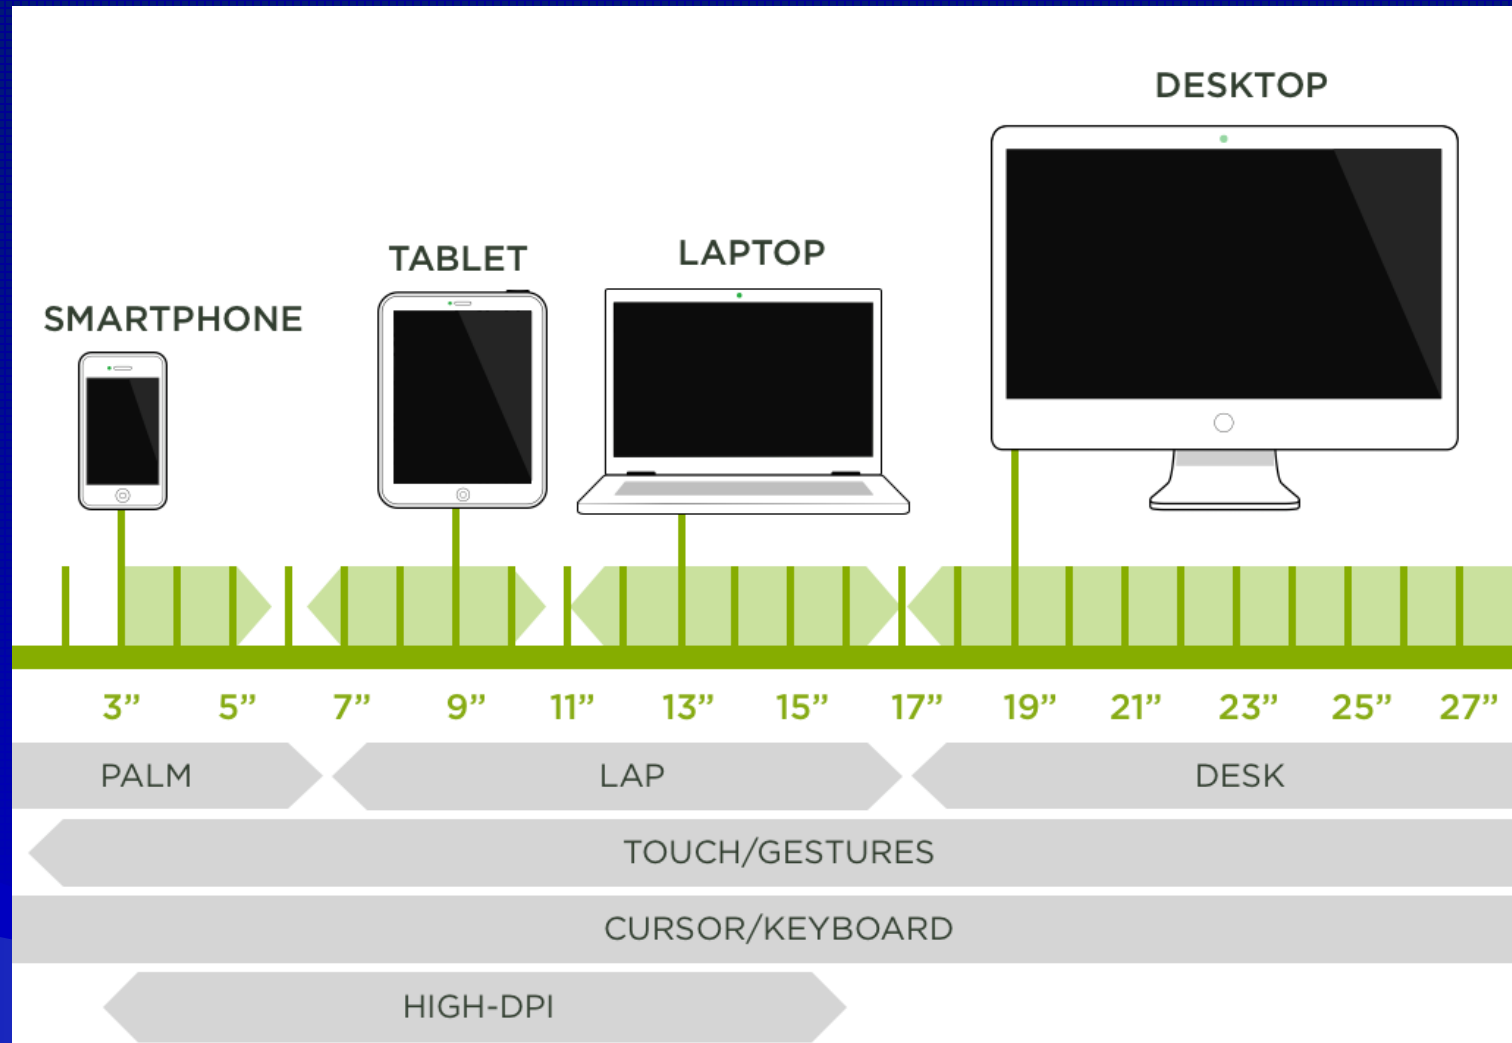 DESKTOP
TABLET
LAPTOP
SMARTPHONE
3” 5” 7” 9” 11” 13” 15” 17” 19” 21” 23” 25” 27”
PALM LAP DESK
TOUCH/GESTURES
CURSOR/KEYBOARD
HIGH-DPI